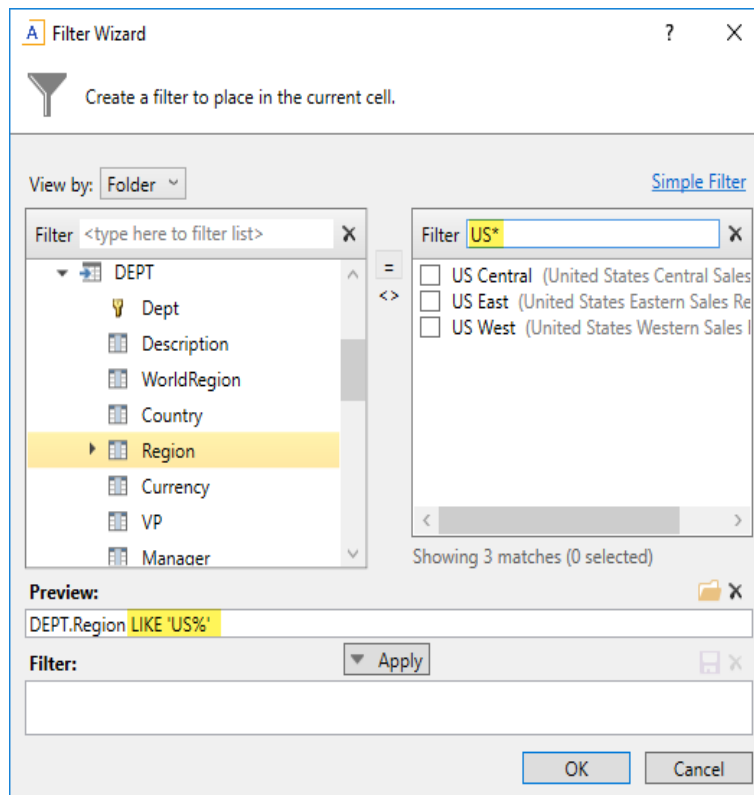 A Filter Wizard ? X
Create a filter to place in the current cell.
View by: Folder
Simple Filter
Filter <type here to filter list> X
DEPT
Dept
Description
WorldRegion
Country
Region
Currency
VP
Manager
=
<>
Filter US* X
US Central (United States Central Sales
US East (United States Eastern Sales Re
US West (United States Western Sales
Showing 3 matches (0 selected)
Preview:
DEPT.Region LIKE 'US%'
Filter:
Apply
OK
Cancel